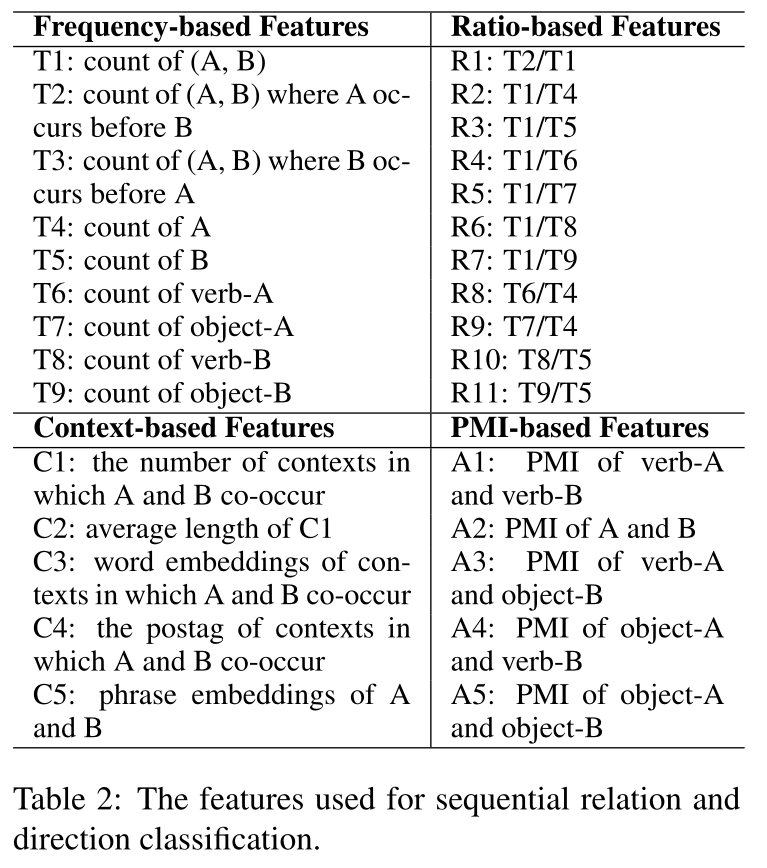 Frequency-based Features
T1: count of (A, B)
T2: count of (A, B) where A oc-
curs before B
T3: count of (A, B) where B oc-
curs before A
T4: count of A
T5: count of B
T6: count of verb-A
T7: count of object-A
T8: count of verb-B
T9: count of object-B
Ratio-based Features
R1: T2/T1
R2: T1/T4
R3: T1/T5
R4: T1/T6
R5: T1/T7
R6: T1/T8
R7: T1/T9
R8: T6/T4
R9: T7/T4
R10: T8/T5
R11: T9/T5
Context-based Features
C1: the number of contexts in
which A and B co-occur
C2: average length of C1
C3: word embeddings of con-
texts in which A and B co-occur
C4: the postag of contexts in
which A and B co-occur
C5: phrase embeddings of A
and B
PMI-based Features
A1: PMI of verb-A
and verb-B
A2: PMI of A and B
A3: PMI of verb-A
and object-B
A4: PMI of object-A
and verb-B
A5: PMI of object-A
and object-B
Table 2: The features used for sequential relation and
direction classification.